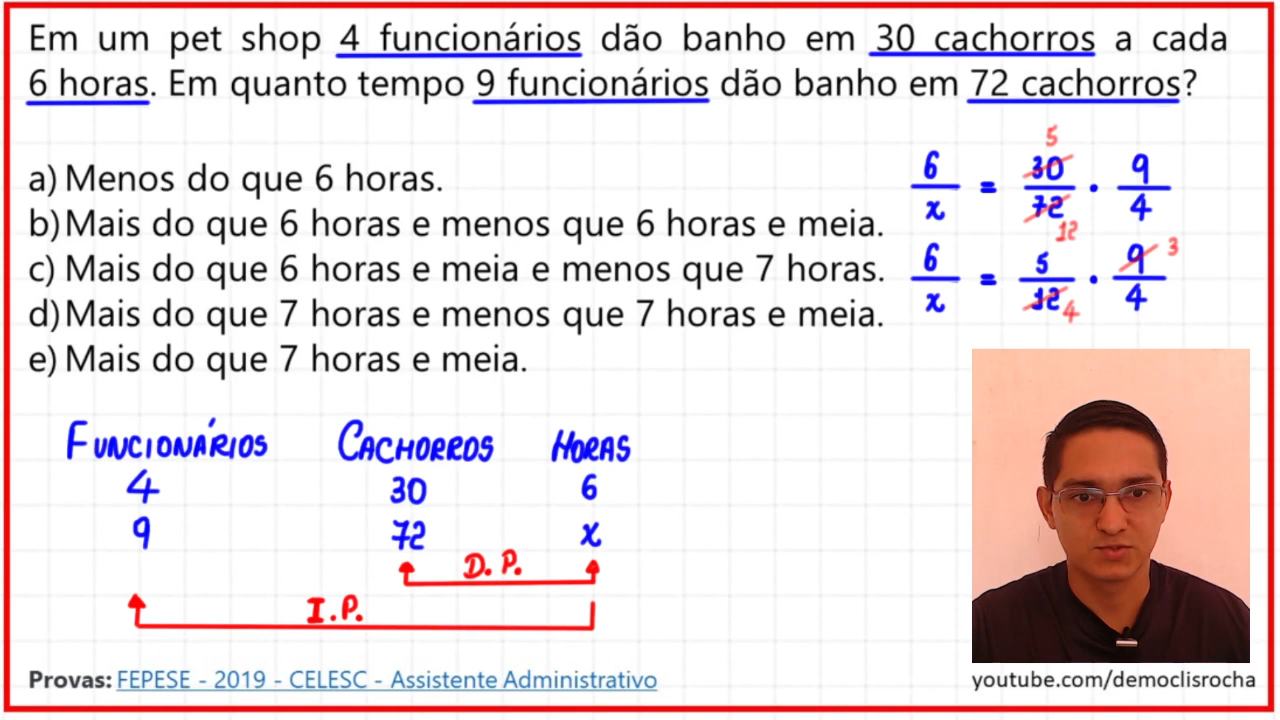 Em um pet shop 4 funcionários dão banho em 30 cachorros a cada
6 horas. Em quanto tempo 9 funcionários dão banho em 72 cachorros?
a) Menos do que 6 horas.
b) Mais do que 6 horas e menos que 6 horas e meia.
c) Mais do que 6 horas e meia e menos que 7 horas.
d) Mais do que 7 horas e menos que 7 horas e meia.
e) Mais do que 7 horas e meia.
5
6 30 9
= .
x 72 4
12
6 5 9 3
= .
x 12 4
4
FUNCIONÁRIOS CACHORROS HORAS
4 30 6
9 72 x
D.P.
I.P.
Provas: FEPESE - 2019 - CELESC - Assistente Administrativo
youtube.com/democlisrocha